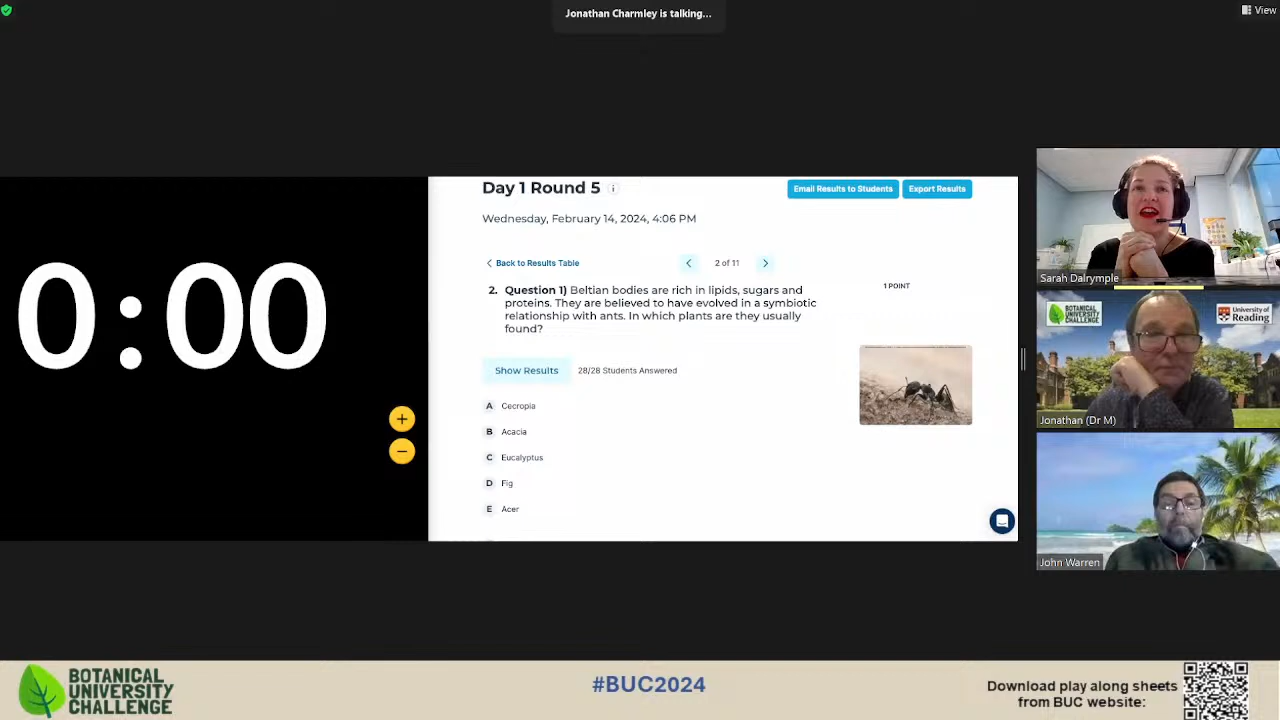 Jonathan Charmley is talking...
View
Day 1 Round 5
Email Results to Students
Export Results
Wednesday, February 14, 2024, 4:06 PM
Back to Results Table
2 of 11
2. Question 1) Beltian bodies are rich in lipids, sugars and
proteins. They are believed to have evolved in a symbiotic
relationship with ants. In which plants are they usually
found?
1 POINT
Show Results
28/28 Students Answered
A Cecropia
B Acacia
C Eucalyptus
D Fig
E Acer
0:00
+
−
Sarah Dalrymple
BOTANICAL
UNIVERSITY
CHALLENGE
University of
Reading
Jonathan (Dr M)
John Warren
BOTANICAL
UNIVERSITY
CHALLENGE
#BUC2024
Download play along sheets
from BUC website: